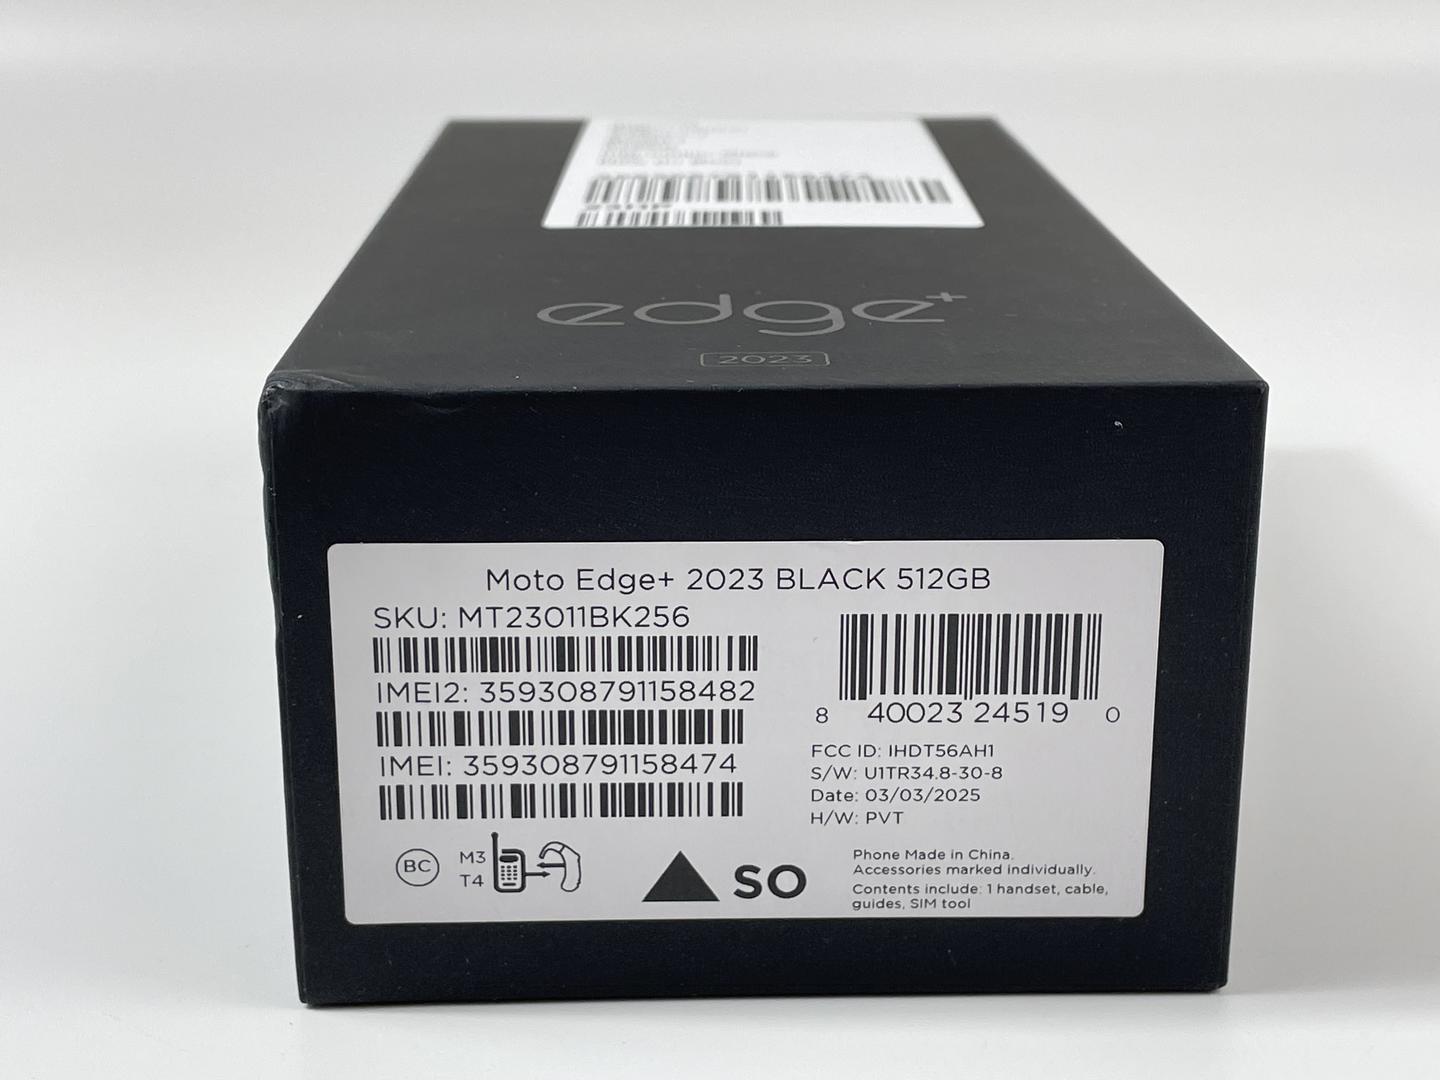 edge+
2023
Moto Edge+ 2023 BLACK 512GB
SKU: MT23011BK256
IMEI2: 359308791158482
IMEI: 359308791158474
8 40023 24519 0
FCC ID: IHDT56AH1
S/W: U1TR34.8-30-8
Date: 03/03/2025
H/W: PVT
BC
M3
T4
SO
Phone Made in China.
Accessories marked individually.
Contents include: 1 handset, cable,
guides, SIM tool